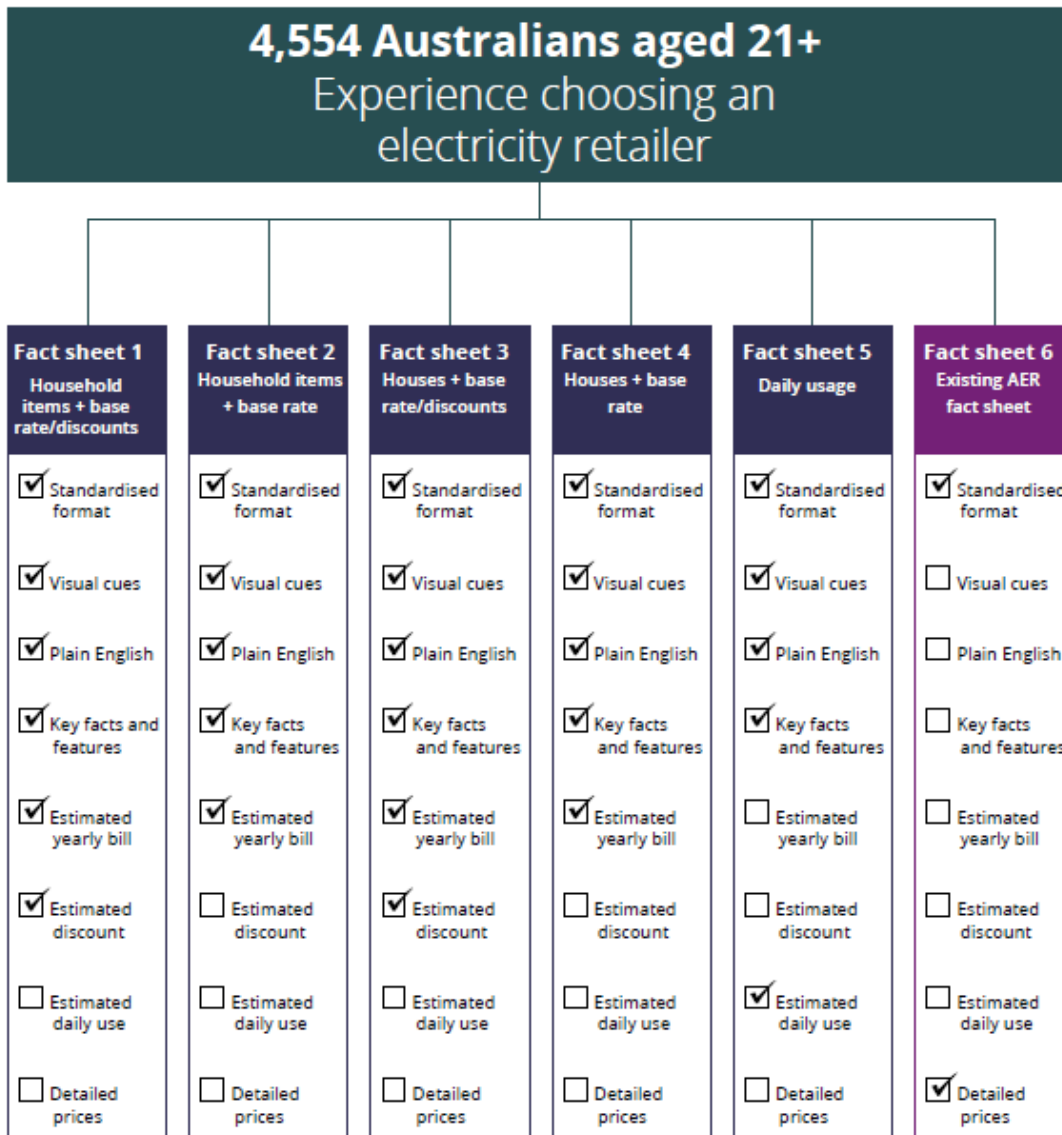 4,554 Australians aged 21+
Experience choosing an
electricity retailer
Fact sheet 1
Household
items + base
rate/discounts
Standardised
format
Visual cues
Plain English
Key facts and
features
Estimated
yearly bill
Estimated
discount
Estimated
daily use
Detailed
prices
Fact sheet 2
Household items
+ base rate
Standardised
format
Visual cues
Plain English
Key facts
and features
Estimated
yearly bill
Estimated
discount
Estimated
daily use
Detailed
prices
Fact sheet 3
Houses + base
rate/discounts
Standardised
format
Visual cues
Plain English
Key facts
and features
Estimated
yearly bill
Estimated
discount
Estimated
daily use
Detailed
prices
Fact sheet 4
Houses + base
rate
Standardised
format
Visual cues
Plain English
Key facts
and features
Estimated
yearly bill
Estimated
discount
Estimated
daily use
Detailed
prices
Fact sheet 5
Daily usage
Standardised
format
Visual cues
Plain English
Key facts
and features
Estimated
yearly bill
Estimated
discount
Estimated
daily use
Detailed
prices
Fact sheet 6
Existing AER
fact sheet
Standardised
format
Visual cues
Plain English
Key facts
and features
Estimated
yearly bill
Estimated
discount
Estimated
daily use
Detailed
prices